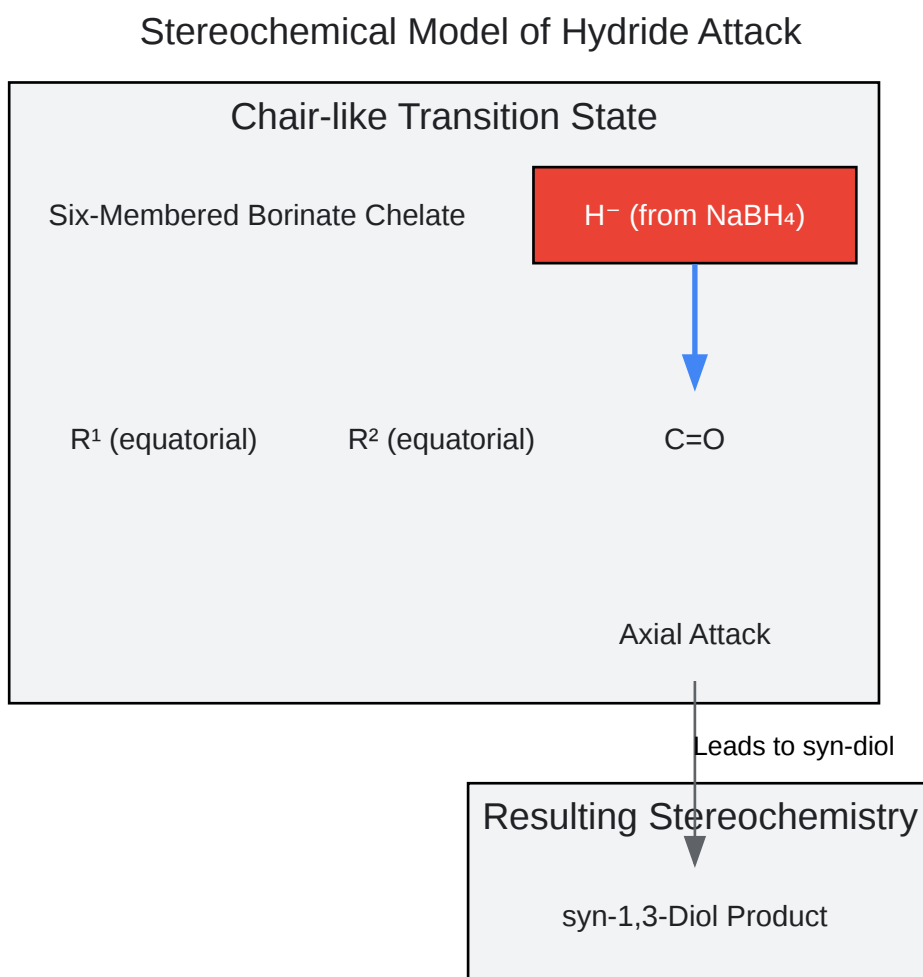 Stereochemical Model of Hydride Attack
Chair-like Transition State
Six-Membered Borinate Chelate
H⁻ (from NaBH₄)
R¹ (equatorial)
R² (equatorial)
C=O
Axial Attack
Leads to syn-diol
Resulting Stereochemistry
syn-1,3-Diol Product